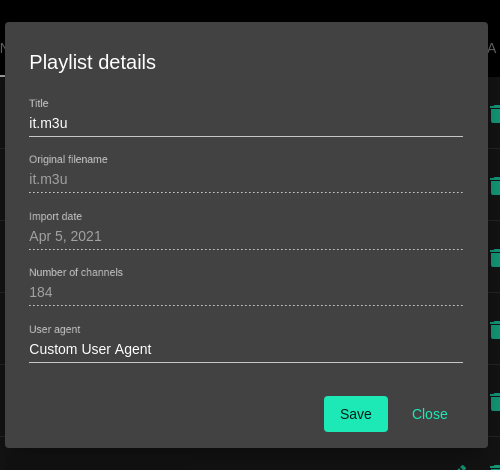 Playlist details
Title
it.m3u
Original filename
it.m3u
Import date
Apr 5, 2021
Number of channels
184
User agent
Custom User Agent
Save
Close